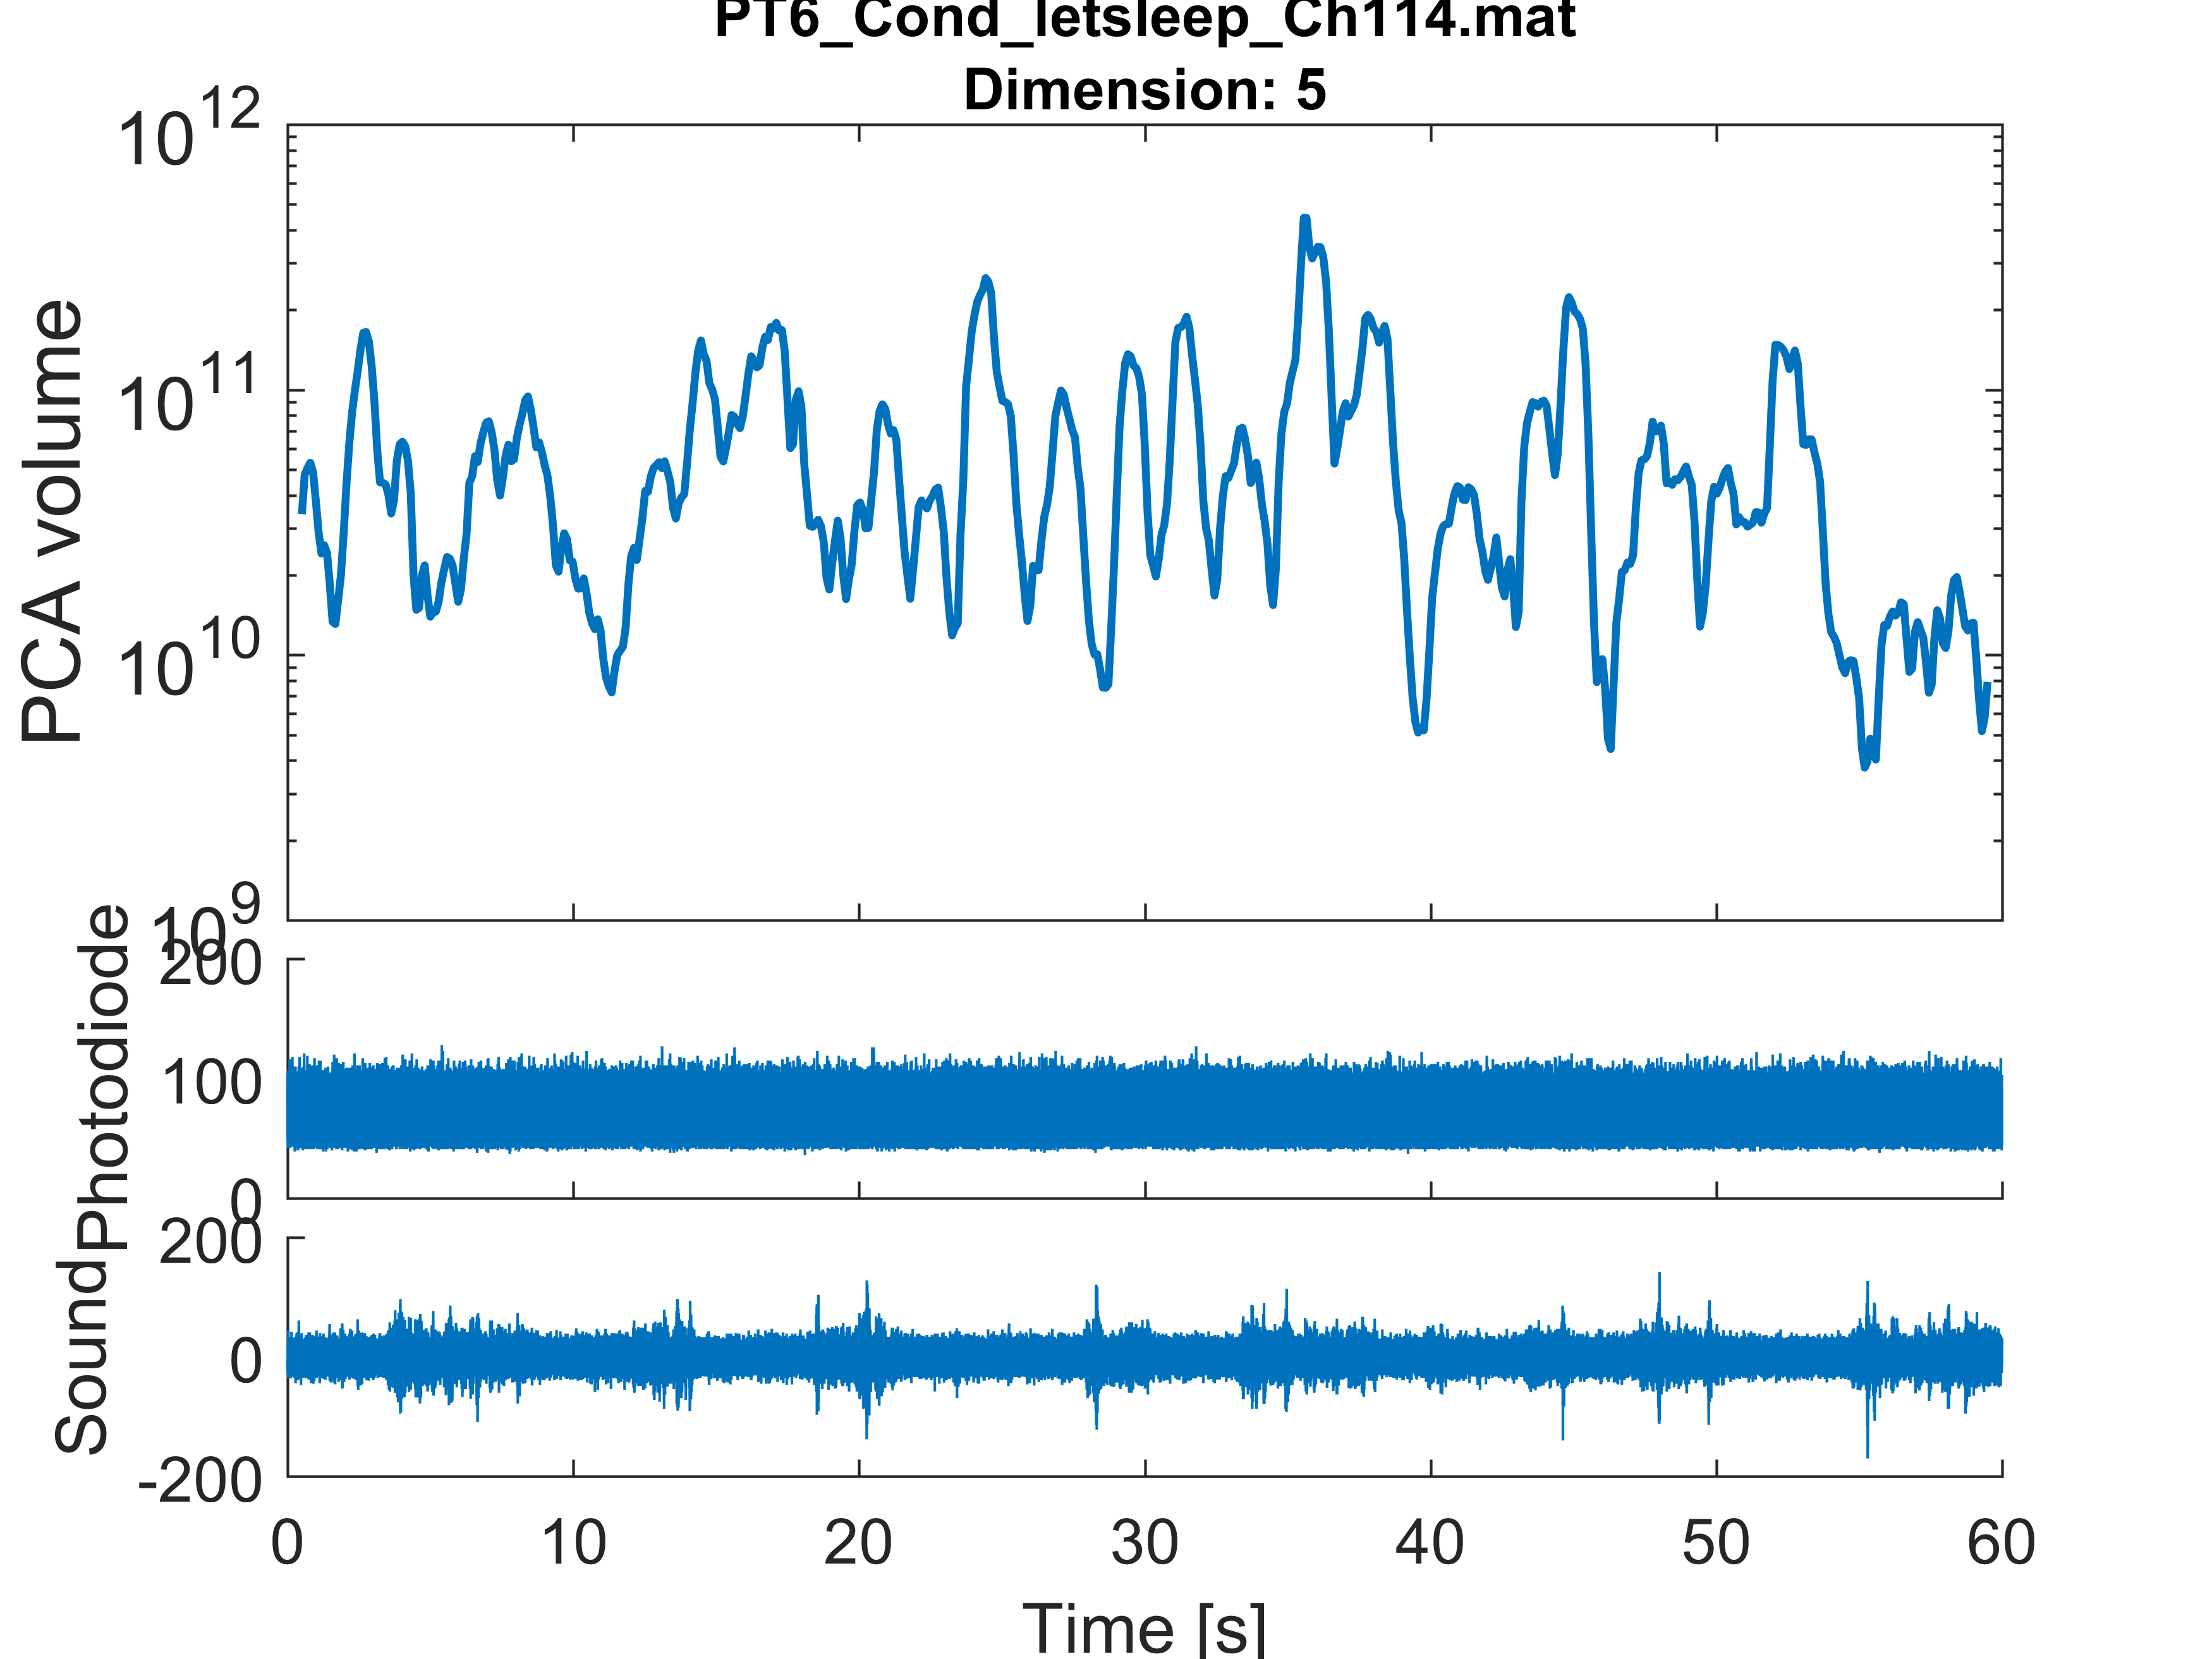 PT6_Cond_letsleep_Ch114.mat
Dimension: 5
PCA volume
10^12
10^11
10^10
10^9
Photodiode
200
100
0
Sound
200
0
-200
0 10 20 30 40 50 60
Time [s]